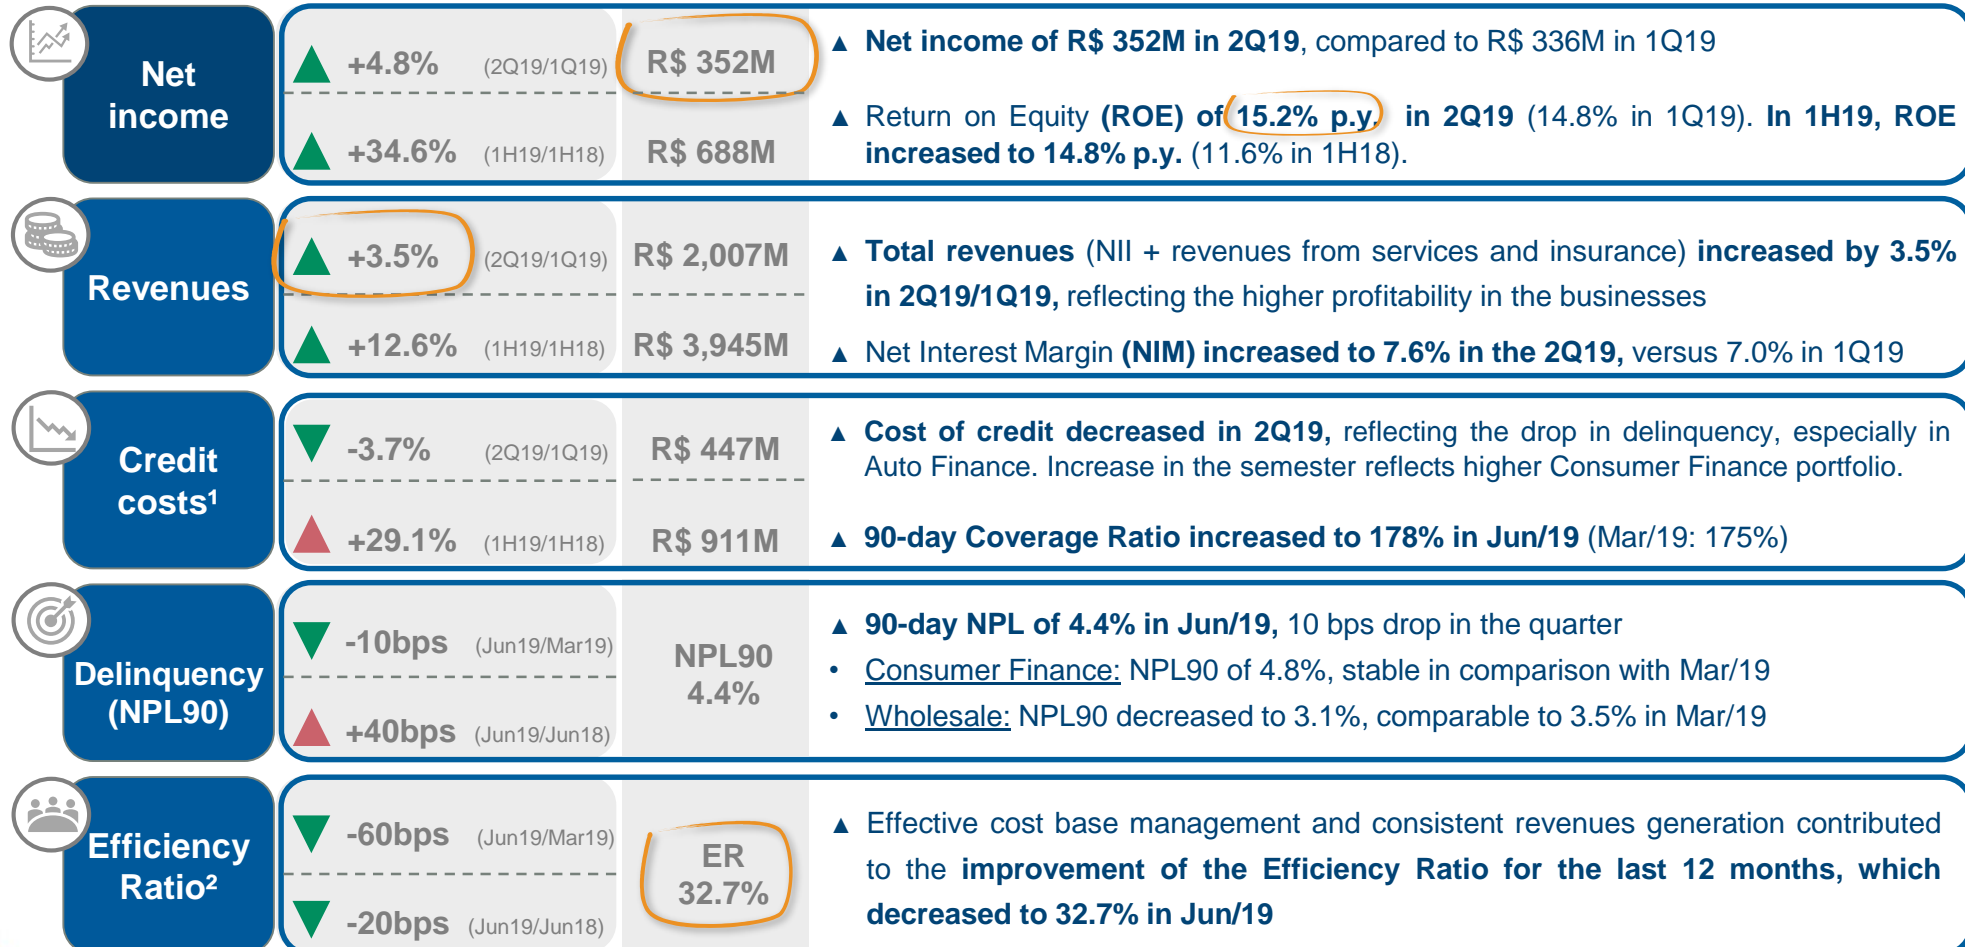 Net
income
▲ +4.8% (2Q19/1Q19) R$ 352M
▲ +34.6% (1H19/1H18) R$ 688M
▲ Net income of R$ 352M in 2Q19, compared to R$ 336M in 1Q19
▲ Return on Equity (ROE) of 15.2% p.y. in 2Q19 (14.8% in 1Q19). In 1H19, ROE
increased to 14.8% p.y. (11.6% in 1H18).
Revenues
▲ +3.5% (2Q19/1Q19) R$ 2,007M
▲ +12.6% (1H19/1H18) R$ 3,945M
▲ Total revenues (NII + revenues from services and insurance) increased by 3.5%
in 2Q19/1Q19, reflecting the higher profitability in the businesses
▲ Net Interest Margin (NIM) increased to 7.6% in the 2Q19, versus 7.0% in 1Q19
Credit
costs¹
▼ -3.7% (2Q19/1Q19) R$ 447M
▲ +29.1% (1H19/1H18) R$ 911M
▲ Cost of credit decreased in 2Q19, reflecting the drop in delinquency, especially in
Auto Finance. Increase in the semester reflects higher Consumer Finance portfolio.
▲ 90-day Coverage Ratio increased to 178% in Jun/19 (Mar/19: 175%)
Delinquency
(NPL90)
▼ -10bps (Jun19/Mar19)
▲ +40bps (Jun19/Jun18)
NPL90
4.4%
▲ 90-day NPL of 4.4% in Jun/19, 10 bps drop in the quarter
• Consumer Finance: NPL90 of 4.8%, stable in comparison with Mar/19
• Wholesale: NPL90 decreased to 3.1%, comparable to 3.5% in Mar/19
Efficiency
Ratio²
▼ -60bps (Jun19/Mar19)
▼ -20bps (Jun19/Jun18)
ER
32.7%
▲ Effective cost base management and consistent revenues generation contributed
to the improvement of the Efficiency Ratio for the last 12 months, which
decreased to 32.7% in Jun/19